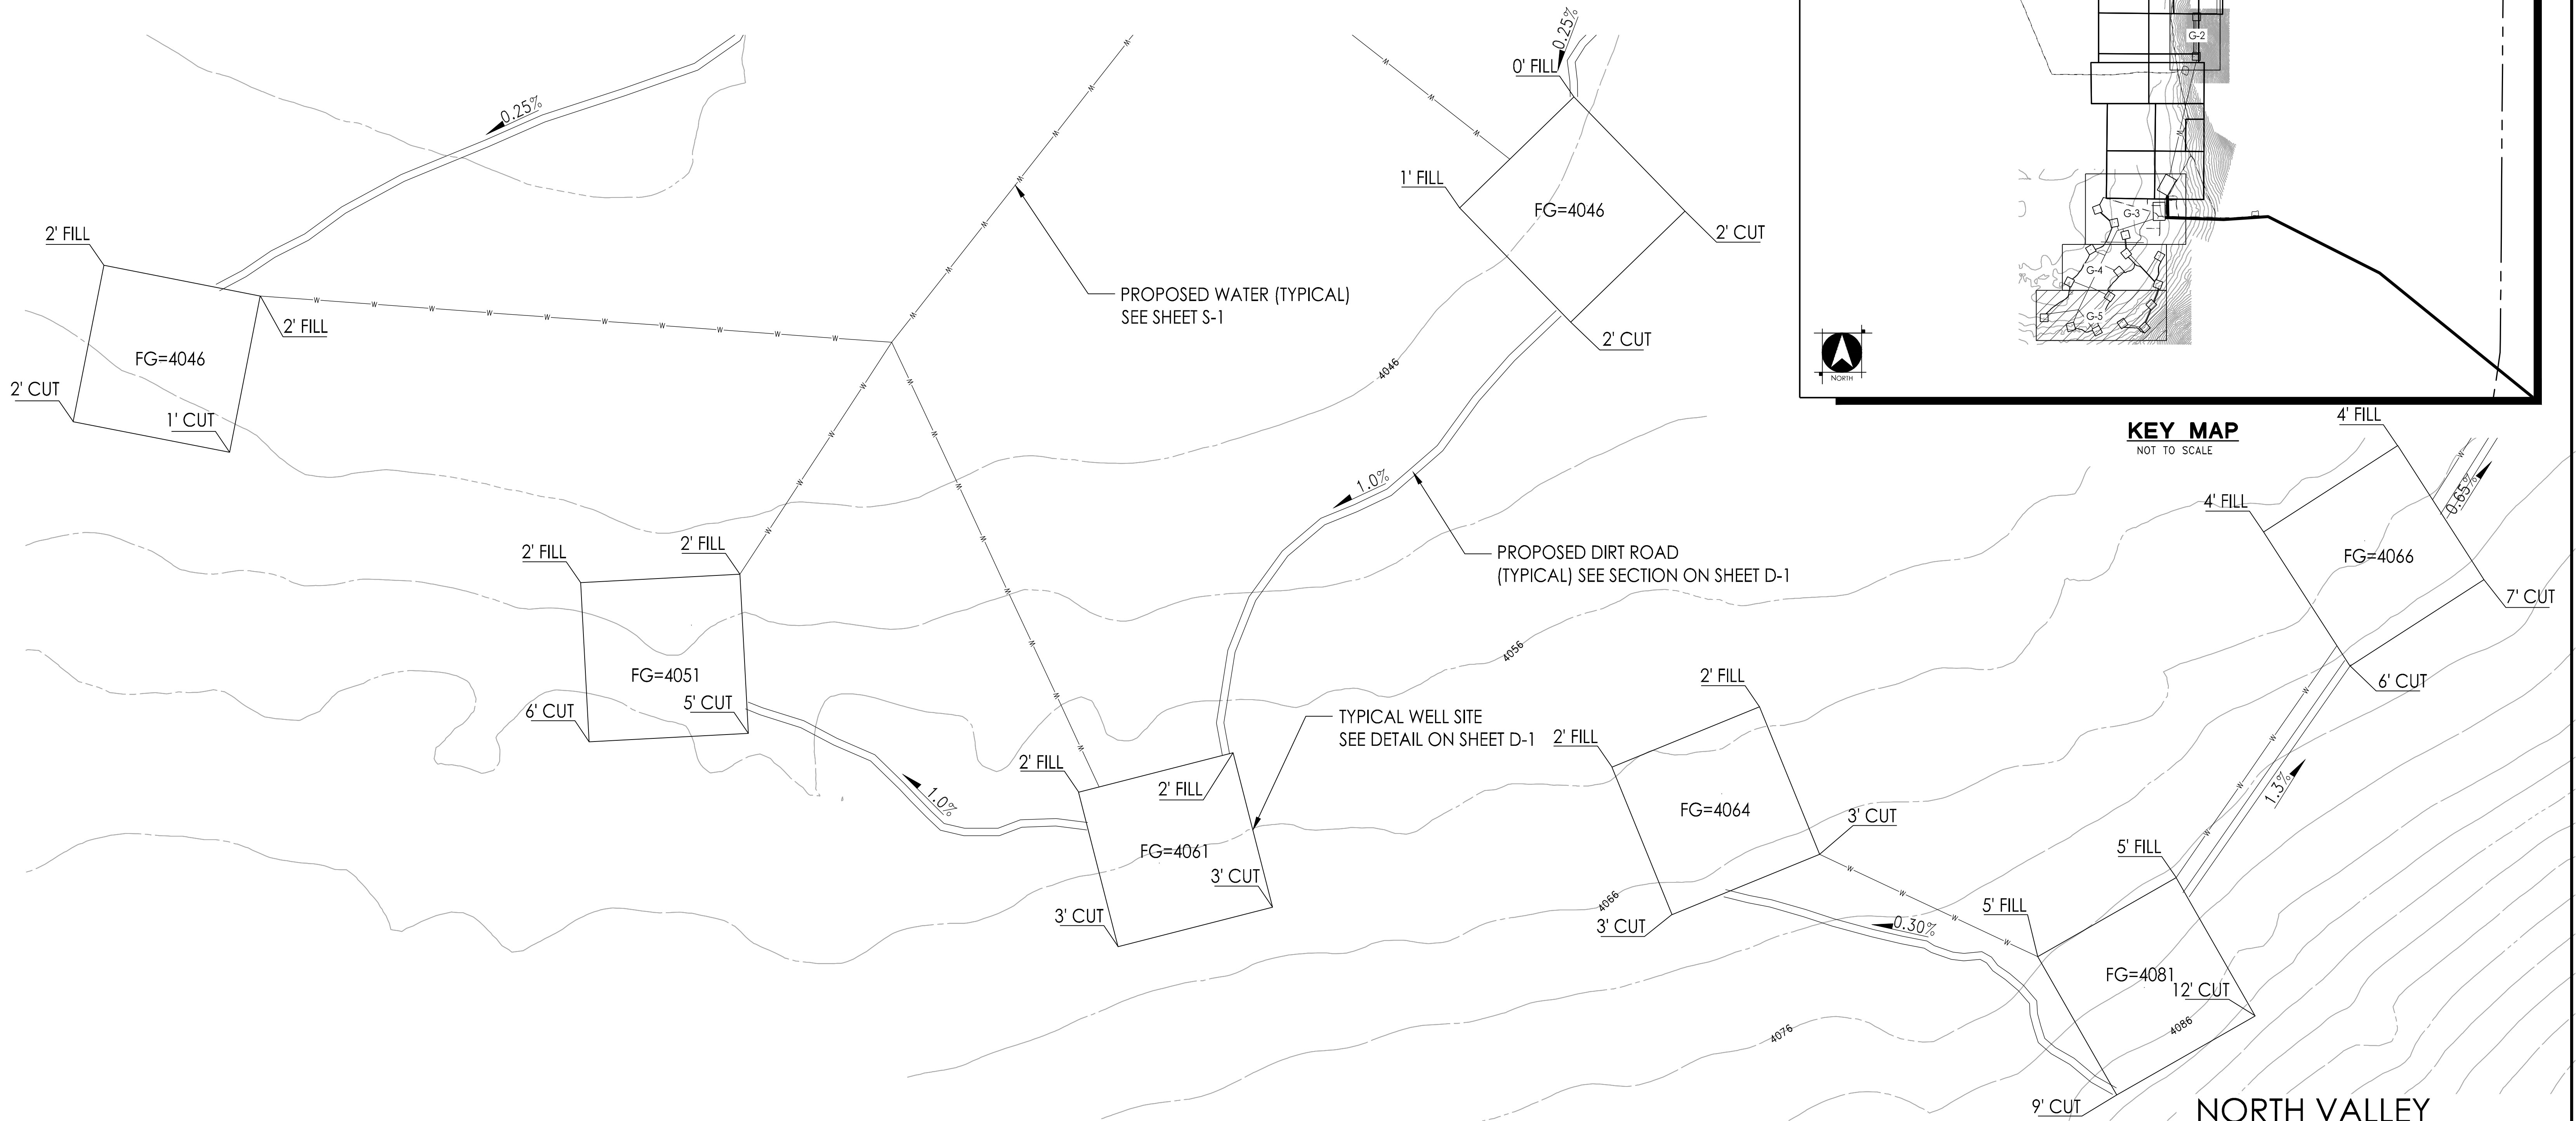 0.25%
0.25%
0' FILL
1' FILL
FG=4046
2' CUT
2' CUT
2' FILL
2' FILL
FG=4046
2' CUT
1' CUT
PROPOSED WATER (TYPICAL)
SEE SHEET S-1
4046
G-2
G-3
G-4
G-5
NORTH
KEY MAP
NOT TO SCALE
1.0%
PROPOSED DIRT ROAD
(TYPICAL) SEE SECTION ON SHEET D-1
4' FILL
4' FILL
0.65%
FG=4066
7' CUT
6' CUT
2' FILL
2' FILL
FG=4051
6' CUT
5' CUT
1.0%
4056
TYPICAL WELL SITE
SEE DETAIL ON SHEET D-1
2' FILL
2' FILL
FG=4061
3' CUT
3' CUT
2' FILL
2' FILL
FG=4064
3' CUT
3' CUT
4066
0.30%
1.3%
5' FILL
5' FILL
FG=4081
12' CUT
4086
4076
9' CUT
NORTH VALLEY